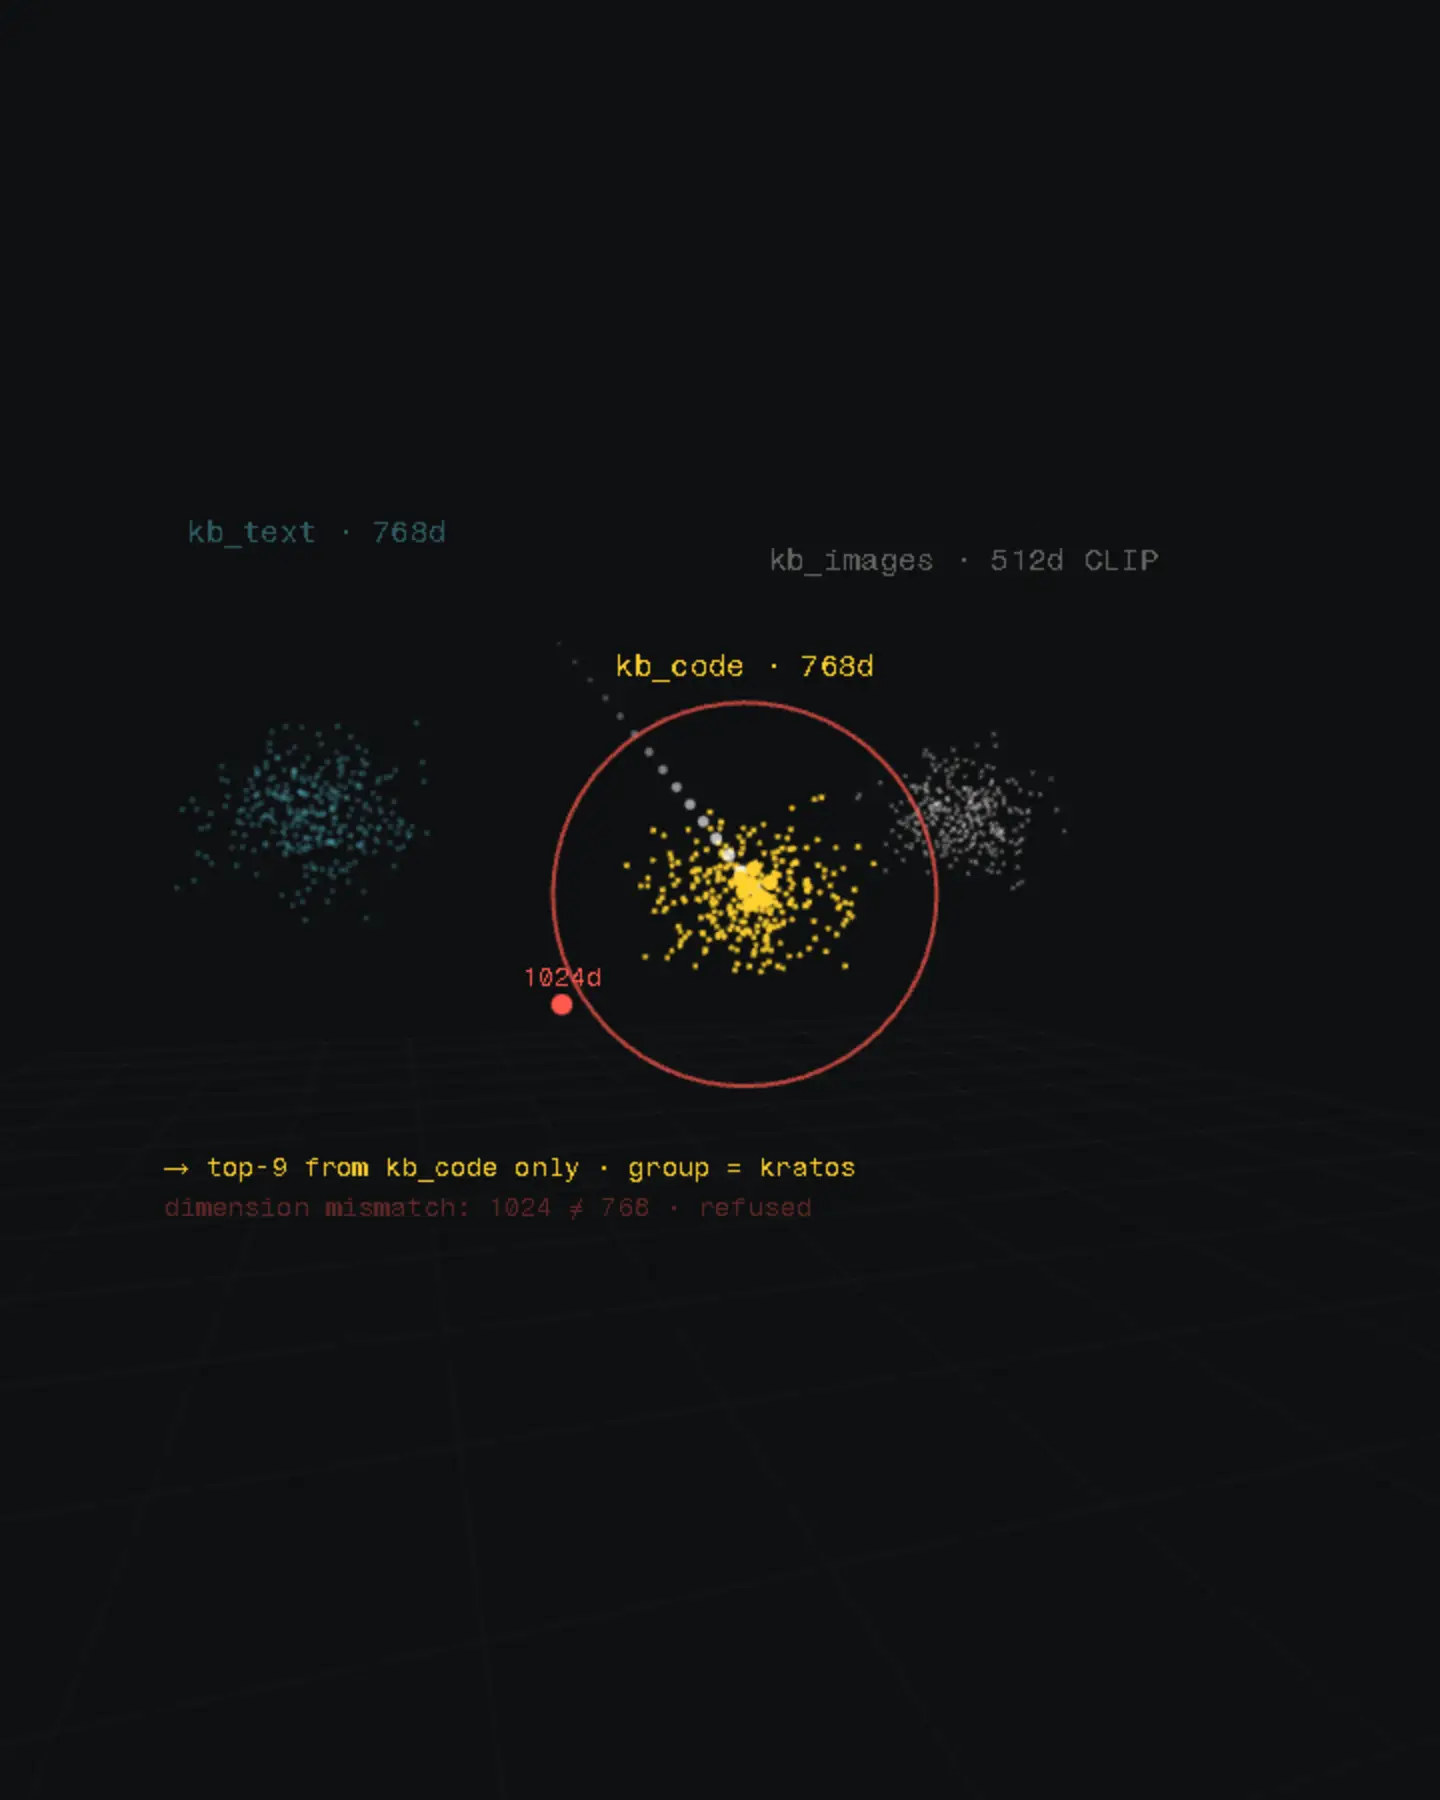 kb_text · 768d
kb_images · 512d CLIP
kb_code · 768d
1024d
→ top-9 from kb_code only · group = kratos
dimension mismatch: 1024 ≠ 768 · refused